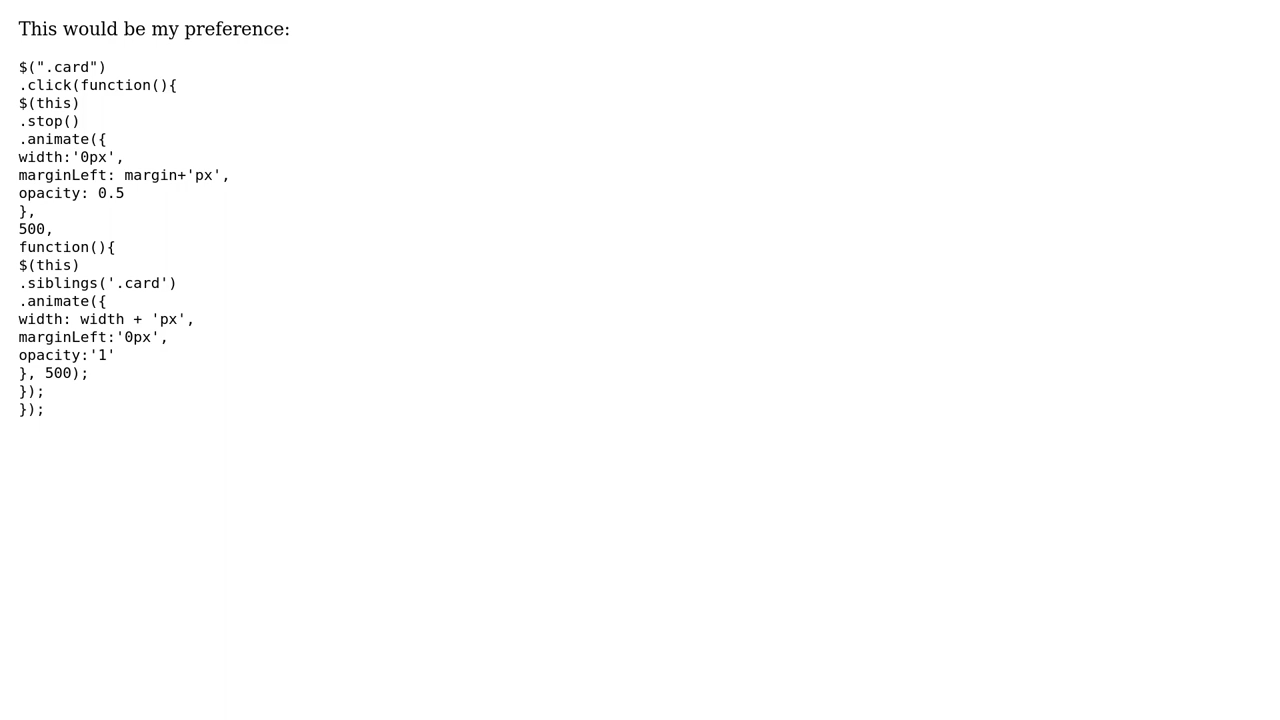 This would be my preference:
$(".card")
.click(function(){
$(this)
.stop()
.animate({
width:'0px',
marginLeft: margin+'px',
opacity: 0.5
},
500,
function(){
$(this)
.siblings('.card')
.animate({
width: width + 'px',
marginLeft:'0px',
opacity:'1'
}, 500);
});
});